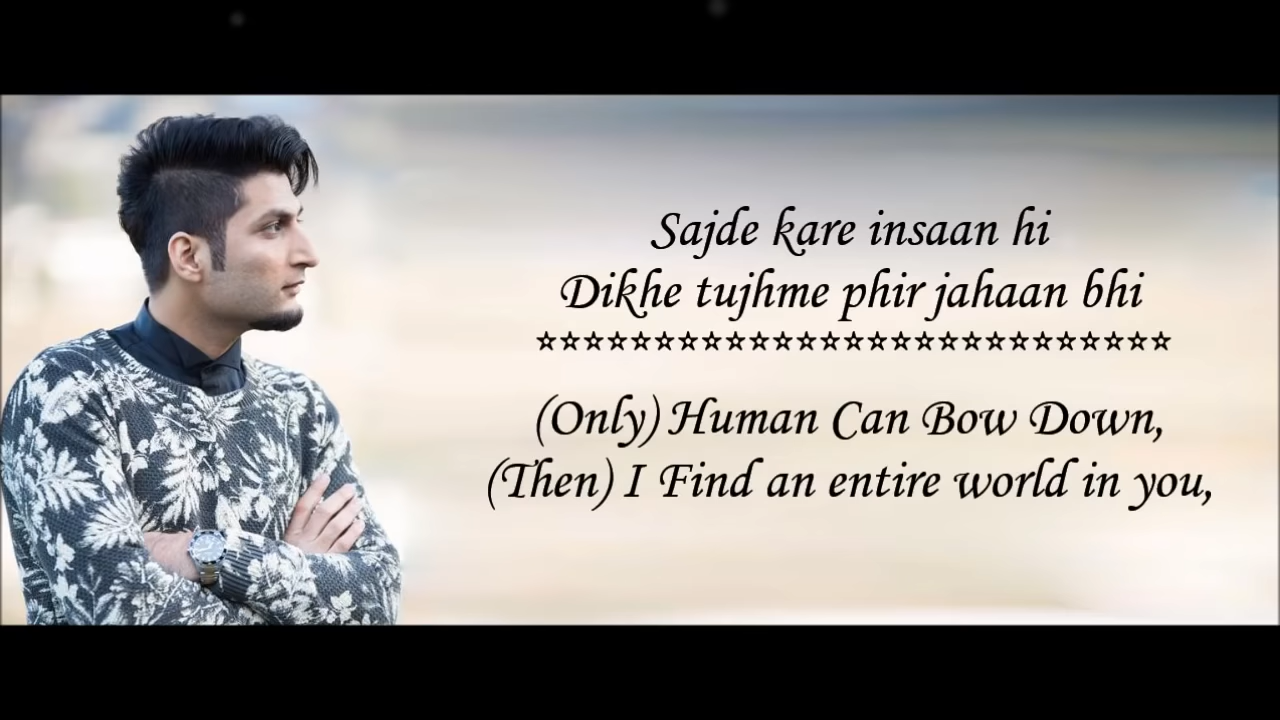 Sajde kare insaan hi
Dikhe tujhme phir jahaan bhi
☆☆☆☆☆☆☆☆☆☆☆☆☆☆☆☆☆☆☆☆☆☆☆☆☆☆☆
(Only) Human Can Bow Down,
(Then) I Find an entire world in you,